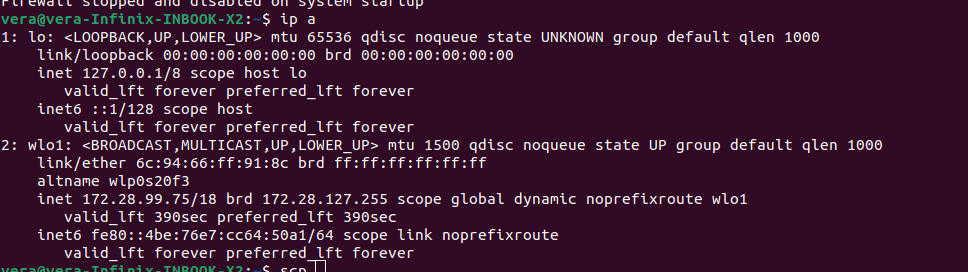 Firewall stopped and disabled on system startup
vera@vera-Infinix-INBOOK-X2:~$ ip a
1: lo: <LOOPBACK,UP,LOWER_UP> mtu 65536 qdisc noqueue state UNKNOWN group default qlen 1000
    link/loopback 00:00:00:00:00:00 brd 00:00:00:00:00:00
    inet 127.0.0.1/8 scope host lo
       valid_lft forever preferred_lft forever
    inet6 ::1/128 scope host
       valid_lft forever preferred_lft forever
2: wlo1: <BROADCAST,MULTICAST,UP,LOWER_UP> mtu 1500 qdisc noqueue state UP group default qlen 1000
    link/ether 6c:94:66:ff:91:8c brd ff:ff:ff:ff:ff:ff
    altname wlp0s20f3
    inet 172.28.99.75/18 brd 172.28.127.255 scope global dynamic noprefixroute wlo1
       valid_lft 390sec preferred_lft 390sec
    inet6 fe80::4be:76e7:cc64:50a1/64 scope link noprefixroute
       valid_lft forever preferred_lft forever
vera@vera-Infinix-INBOOK-X2:~$ scp